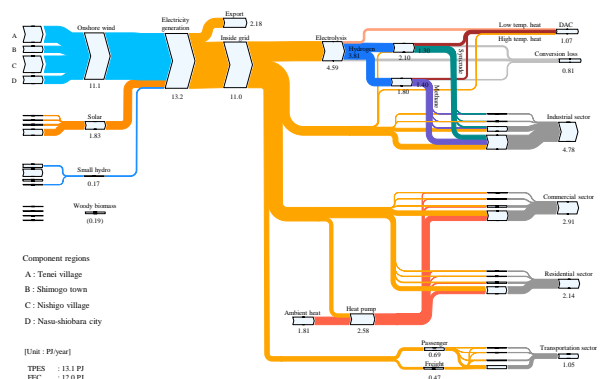 Export
2.18
Electricity
generation
13.2
Onshore wind
11.1
A
B
C
D
Inside grid
11.0
Electrolysis
4.59
Hydrogen
3.81
2.10
1.80
Synfuels
Methane
Low temp. heat
High temp. heat
DAC
1.07
Conversion loss
0.81
Industrial sector
4.78
Solar
1.83
Small hydro
0.17
Woody biomass
(0.19)
Commercial sector
2.91
Residential sector
2.14
Ambient heat
1.81
Heat pump
2.58
Passenger
0.69
Freight
0.47
Transportation sector
1.05
Component regions
A : Tenei village
B : Shimogo town
C : Nishigo village
D : Nasu-shiobara city
[Unit : PJ/year]
TPES : 13.1 PJ
FEC : 12.0 PJ